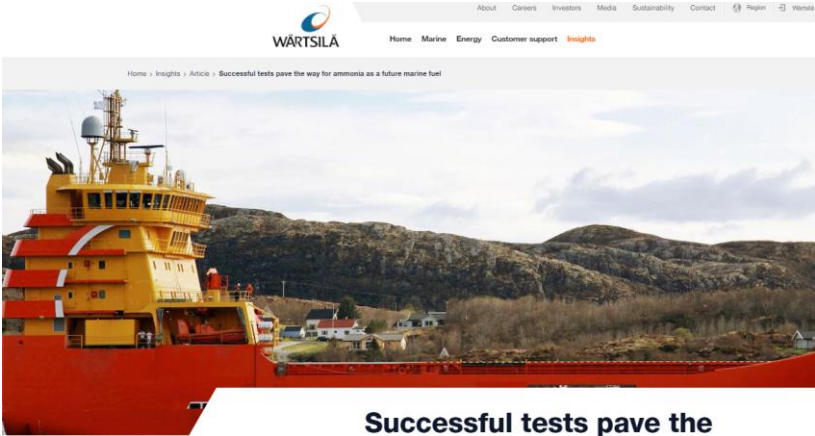 About Careers Investors Media Sustainability Contact Region Wärtsilä
WÄRTSILÄ
Home Marine Energy Customer support Insights
Home > Insights > Article > Successful tests pave the way for ammonia as a future marine fuel
Successful tests pave the